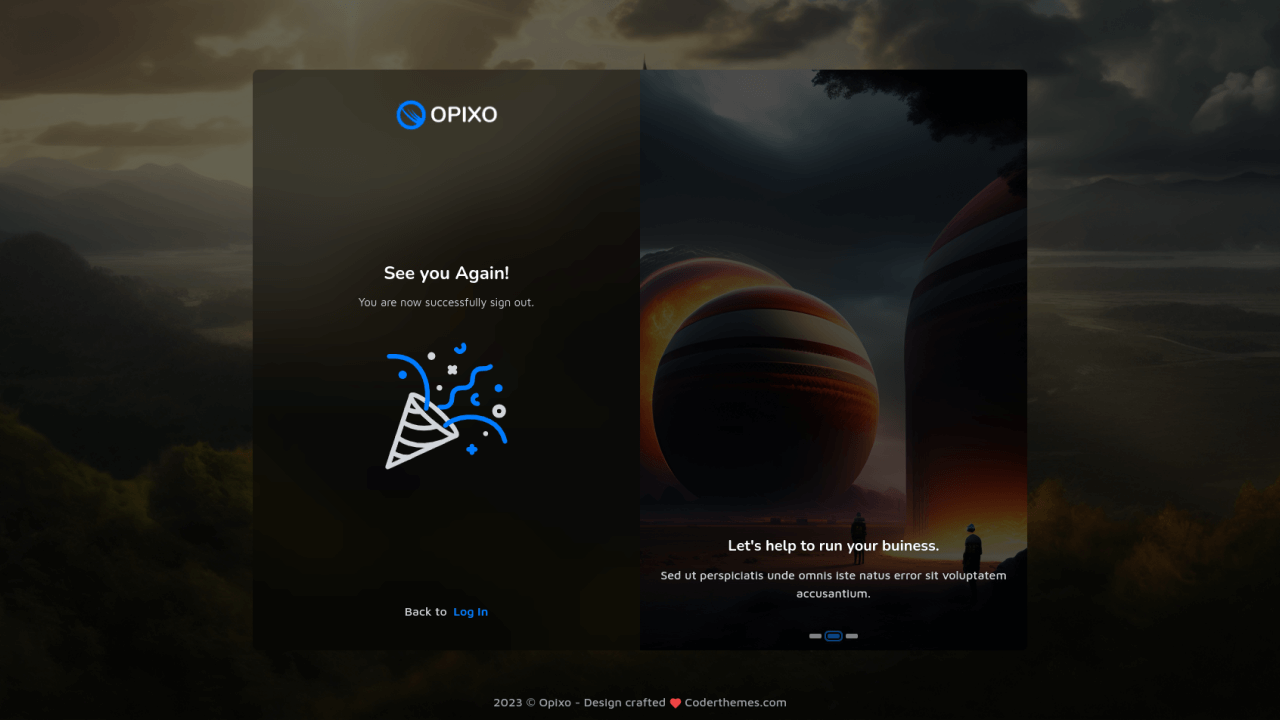 OPIXO
See you Again!
You are now successfully sign out.
Back to Log In
Let's help to run your buiness.
Sed ut perspiciatis unde omnis iste natus error sit voluptatem
accusantium.
2023 © Opixo - Design crafted ❤ Coderthemes.com